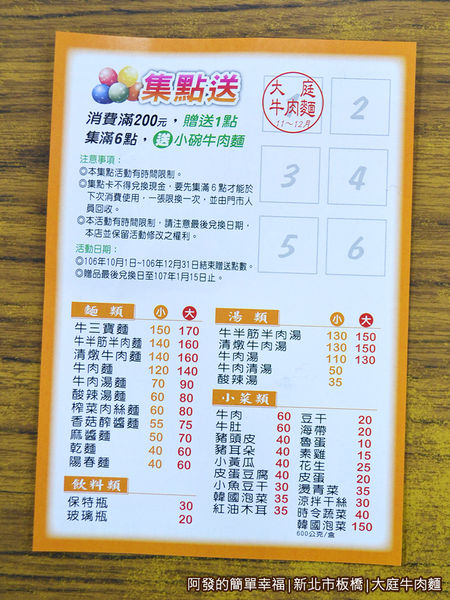 集點送
消費滿200元，贈送1點
集滿6點，送小碗牛肉麵
大庭
牛肉麵
11~12月
2
3
4
5
6
注意事項：
◎本集點活動有時間限制。
◎集點卡不得兌換現金，要先集滿6點才能於
下次消費使用，一張限換一次，並由門市人
員回收。
◎本活動有時間限制，請注意最後兌換日期，
本店並保留活動修改之權利。
活動日期：
◎106年10月1日~106年12月31日結束贈送點數。
◎贈品最後兌換日至107年1月15日止。
麵類 小 大
牛三寶麵 150 170
牛半筋半肉麵 140 160
清燉牛肉麵 140 160
牛肉麵 120 140
牛肉湯麵 70 90
酸辣湯麵 60 80
榨菜肉絲麵 60 80
香菇醡醬麵 55 75
麻醬麵 50 70
乾麵 40 60
陽春麵 40 60
飲料類
保特瓶 30
玻璃瓶 20
湯類 小 大
牛半筋半肉湯 130 150
清燉牛肉湯 130 150
牛肉湯 110 130
牛肉清湯 50
酸辣湯 35
小菜類
牛肉 60
牛肚 60
豬頭皮 40
豬耳朵 40
小黃瓜 40
皮蛋豆腐 40
小魚豆干 30
韓國泡菜 35
紅油木耳 35
豆干 20
海帶 20
魯蛋 10
素雞 15
花生 25
皮蛋 20
燙青菜 35
涼拌干絲 30
時令蔬菜 40
韓國泡菜 150
600公克/盒
阿發的簡單幸福|新北市板橋|大庭牛肉麵